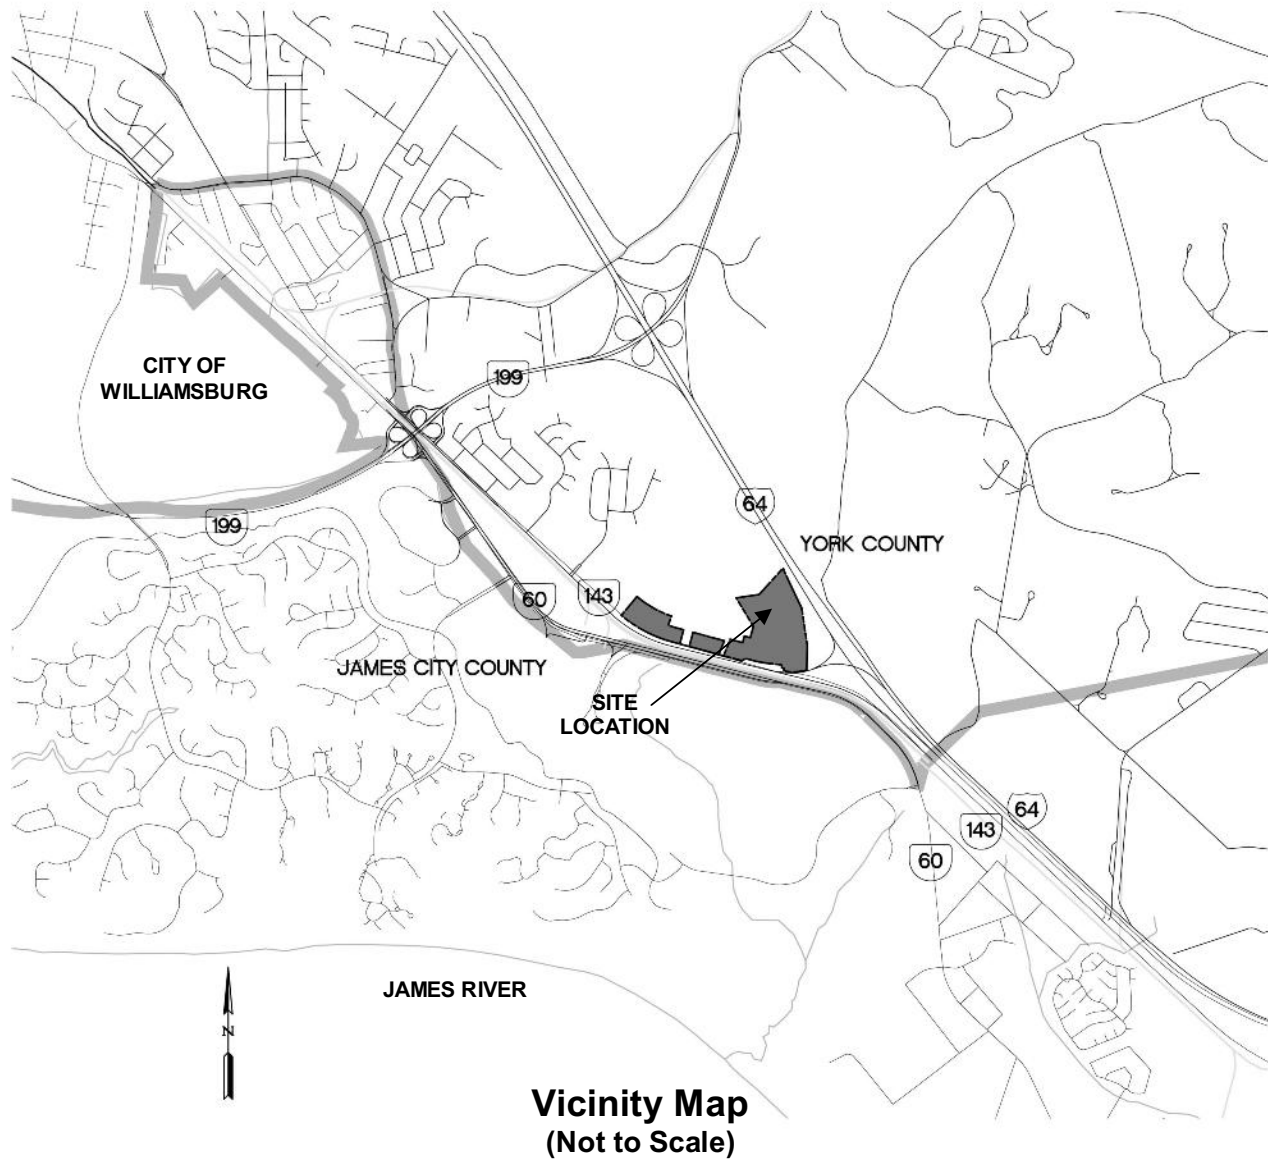 CITY OF
WILLIAMSBURG
199
199
64
YORK COUNTY
60
143
JAMES CITY COUNTY
SITE
LOCATION
64
143
60
JAMES RIVER
N
Vicinity Map
(Not to Scale)